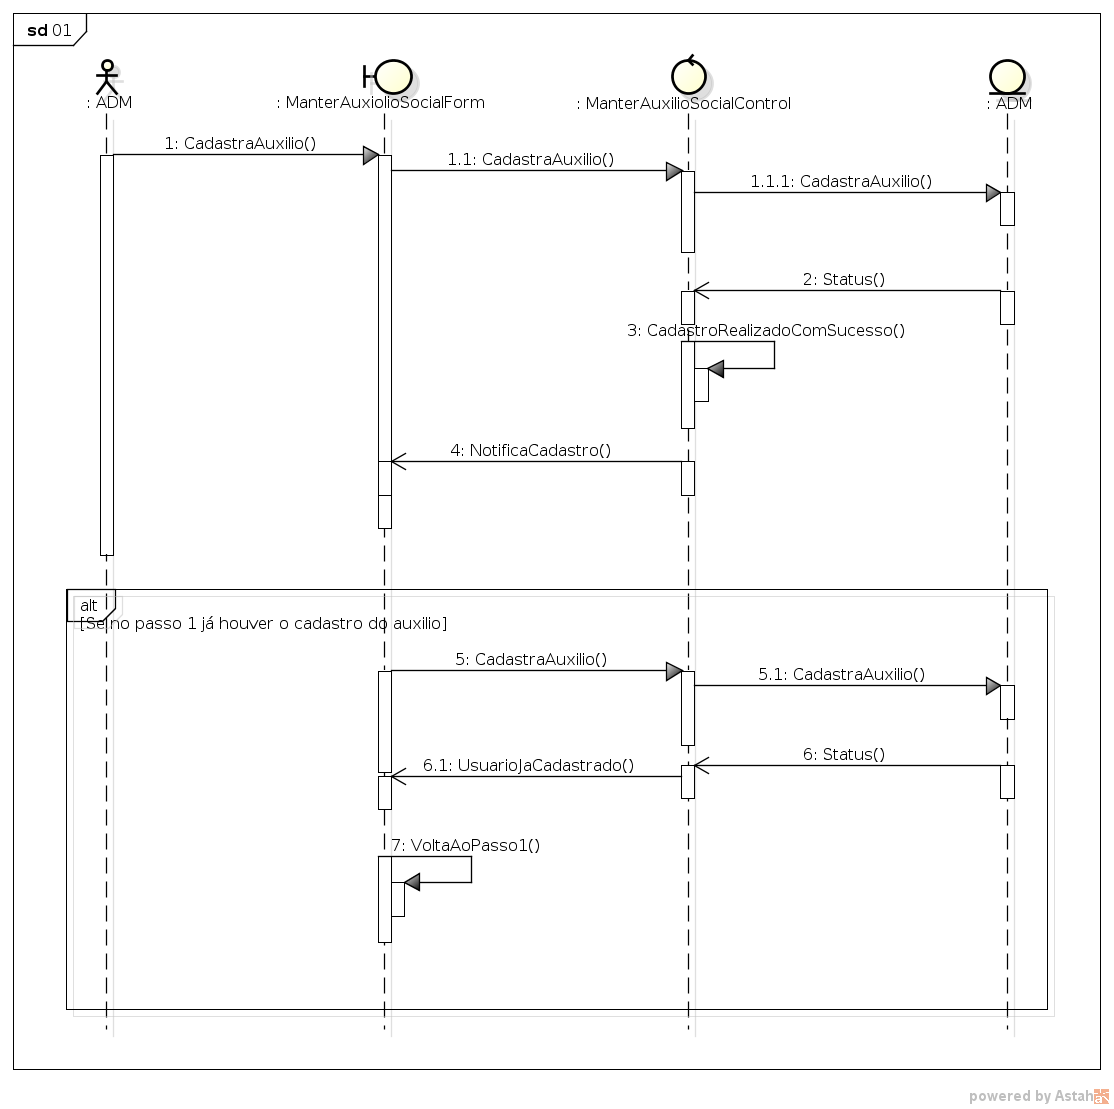 sd 01
: ADM
: ManterAuxiolioSocialForm
: ManterAuxilioSocialControl
: ADM
1: CadastraAuxilio()
1.1: CadastraAuxilio()
1.1.1: CadastraAuxilio()
2: Status()
3: CadastroRealizadoComSucesso()
4: NotificaCadastro()
alt
[Se no passo 1 já houver o cadastro do auxilio]
5: CadastraAuxilio()
5.1: CadastraAuxilio()
6: Status()
6.1: UsuarioJaCadastrado()
7: VoltaAoPasso1()
powered by Astah